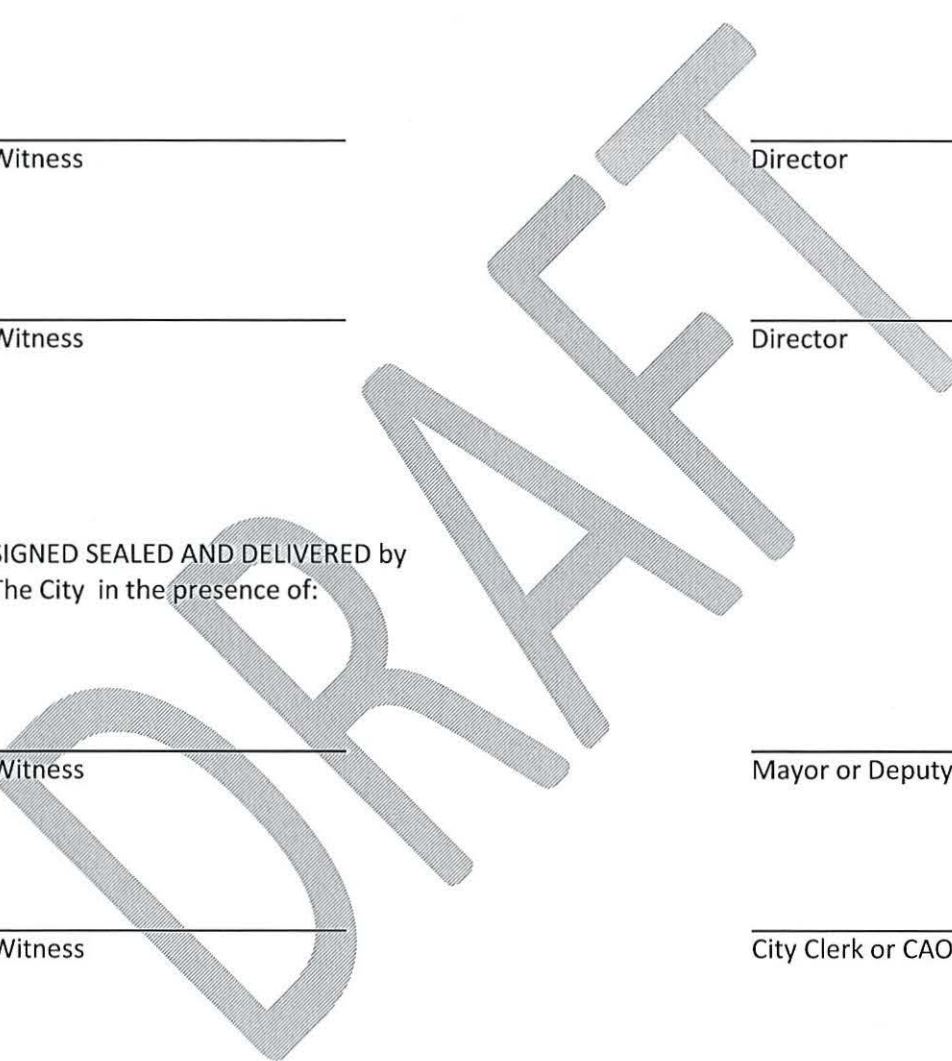 Witness
Director
Witness
Director
SIGNED SEALED AND DELIVERED by
The City in the presence of:
Witness
Mayor or Deputy
Witness
City Clerk or CAO
DRAFT